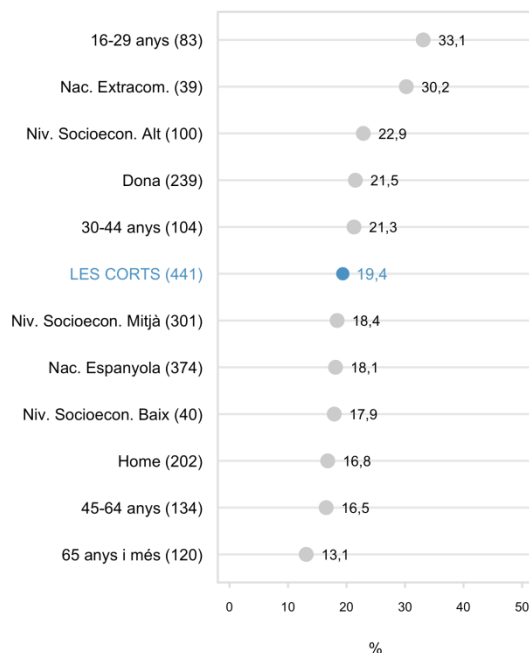 16-29 anys (83) 33,1
Nac. Extracom. (39) 30,2
Niv. Socioecon. Alt (100) 22,9
Dona (239) 21,5
30-44 anys (104) 21,3
LES CORTS (441) 19,4
Niv. Socioecon. Mitjà (301) 18,4
Nac. Espanyola (374) 18,1
Niv. Socioecon. Baix (40) 17,9
Home (202) 16,8
45-64 anys (134) 16,5
65 anys i més (120) 13,1
0 10 20 30 40 50
%